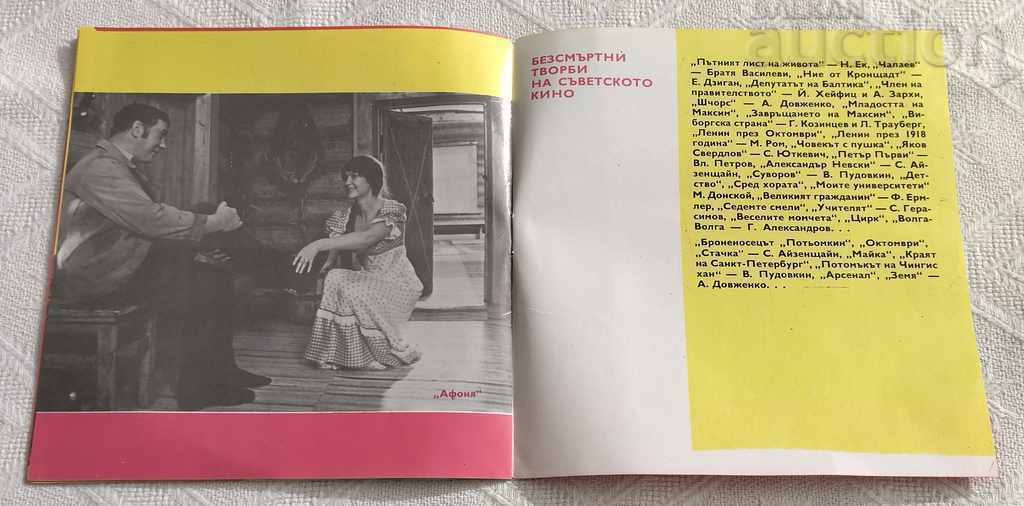 „Афоня“
БЕЗСМЪРТНИ
ТВОРБИ
НА СЪВЕТСКОТО
КИНО
„Пътният лист на живота“ — Н. Ек, „Чапаев“
— Братя Василеви, „Ние от Кронщадт“ —
Е. Дзиган, „Депутатът на Балтика“, „Член на
правителството“ — Й. Хейфиц и А. Зархи,
„Шчорс“ — А. Довженко, „Младостта на
Максим“, „Завръщането на Максим“, „Ви-
боргска страна“ — Г. Козинцев и Л. Трауберг,
„Ленин през Октомври“, „Ленин през 1918
година“ — М. Ром, „Човекът с пушка“, „Яков
Свердлов“ — С. Юткевич, „Петър Първи“ —
Вл. Петров, „Александър Невски“ — С. Ай-
зенщайн, „Суворов“ — В. Пудовкин, „Дет-
ство“, „Сред хората“, „Моите университети“
М. Донской, „Великият гражданин“ — Ф. Ерм-
лер, „Седемте смели“, „Учителят“ — С. Гера-
симов, „Веселите момчета“, „Цирк“, „Волга-
Волга — Г. Александров. . .
„Броненосецът „Потьомкин“, „Октомври“,
„Стачка“ — С. Айзенщайн, „Майка“, „Краят
на Санкт-Петербург“, „Потомъкът на Чингис
хан“ — В. Пудовкин, „Арсенал“, „Земя“ —
А. Довженко. . .
auction